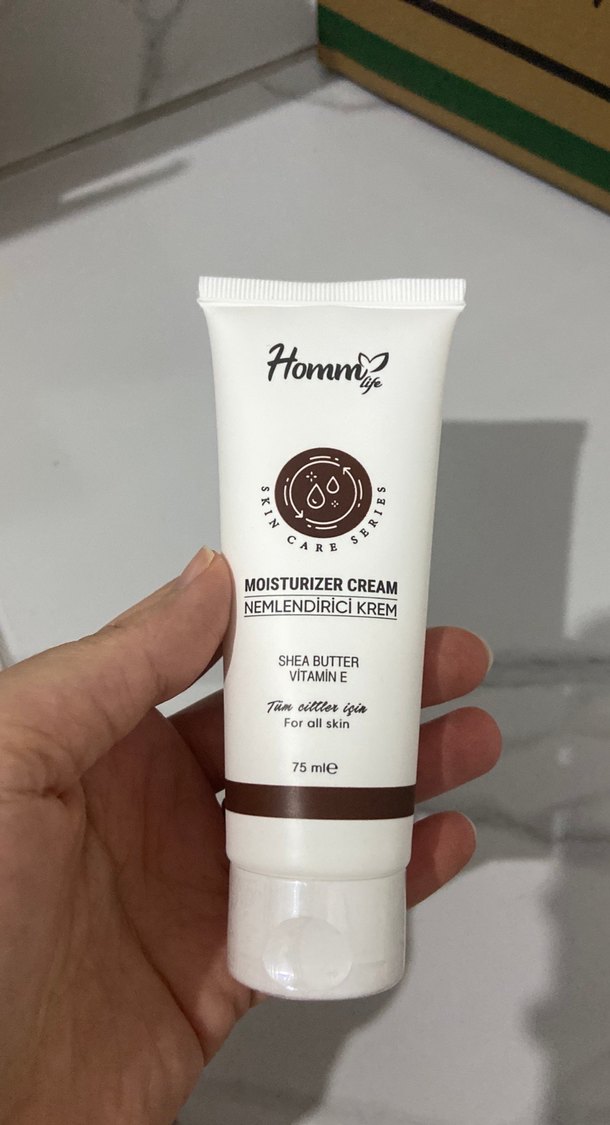 Homm life
SKIN CARE SERIES
MOISTURIZER CREAM
NEMLENDİRİCİ KREM
SHEA BUTTER
VİTAMİN E
Tüm ciltler için
For all skin
75 ml℮